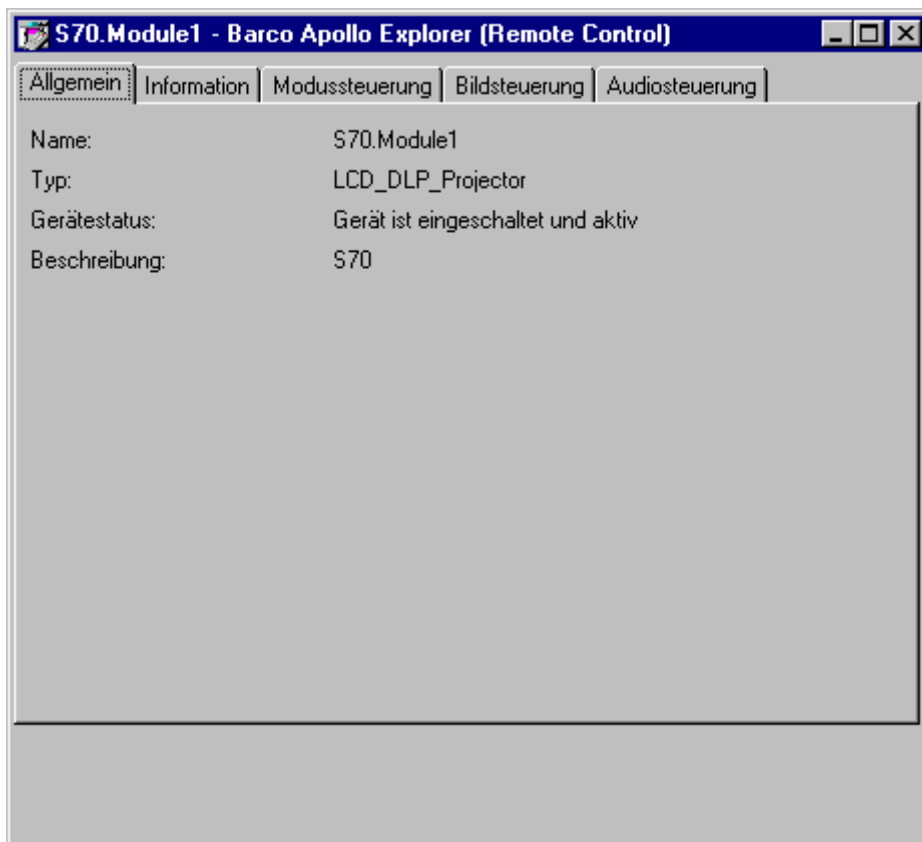 S70.Module1 - Barco Apollo Explorer (Remote Control)
Allgemein Information Modussteuerung Bildsteuerung Audiosteuerung
Name: S70.Module1
Typ: LCD_DLP_Projector
Gerätestatus: Gerät ist eingeschaltet und aktiv
Beschreibung: S70